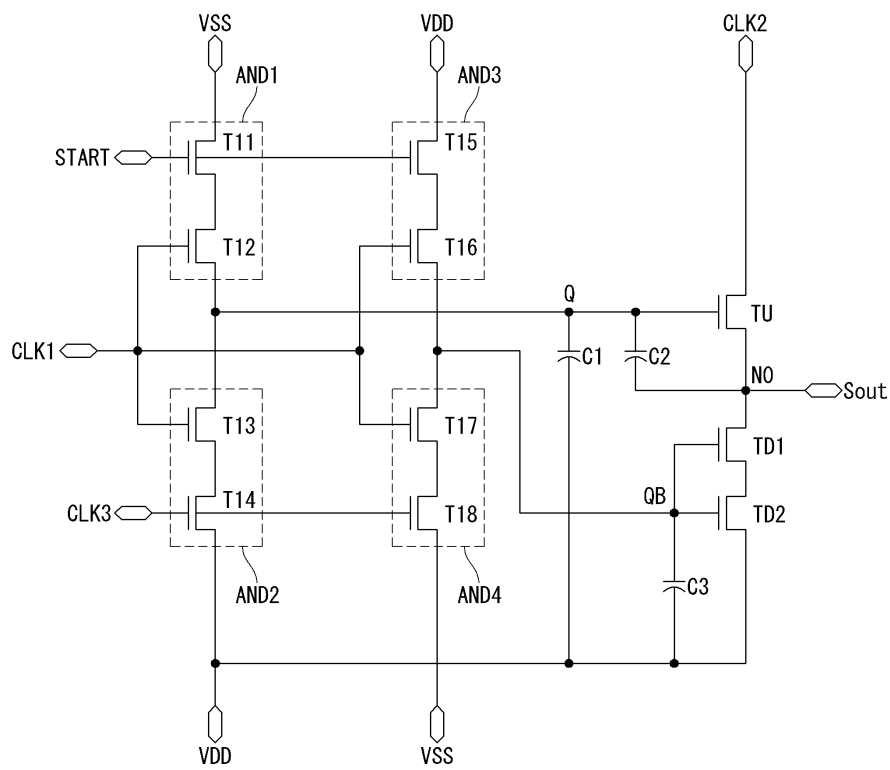 VSS
VDD
CLK2
AND1
AND3
START
T11
T15
T12
T16
Q
TU
CLK1
C1
C2
NO
Sout
T13
T17
TD1
QB
CLK3
T14
T18
TD2
AND2
AND4
C3
VDD
VSS